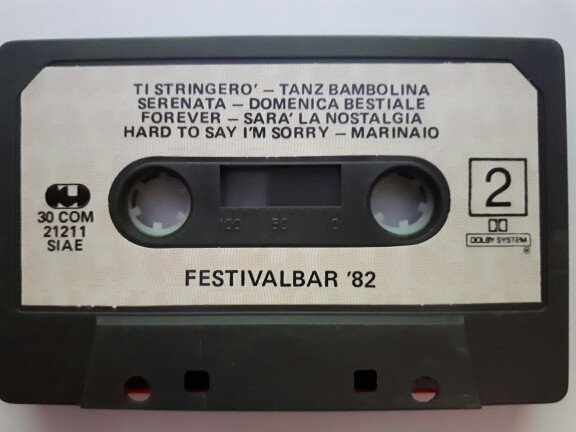 TI STRINGERO' – TANZ BAMBOLINA
SERENATA – DOMENICA BESTIALE
FOREVER – SARA' LA NOSTALGIA
HARD TO SAY I'M SORRY – MARINAIO
30 COM
21211
SIAE
100 50 0
2
DOLBY SYSTEM
®
FESTIVALBAR '82